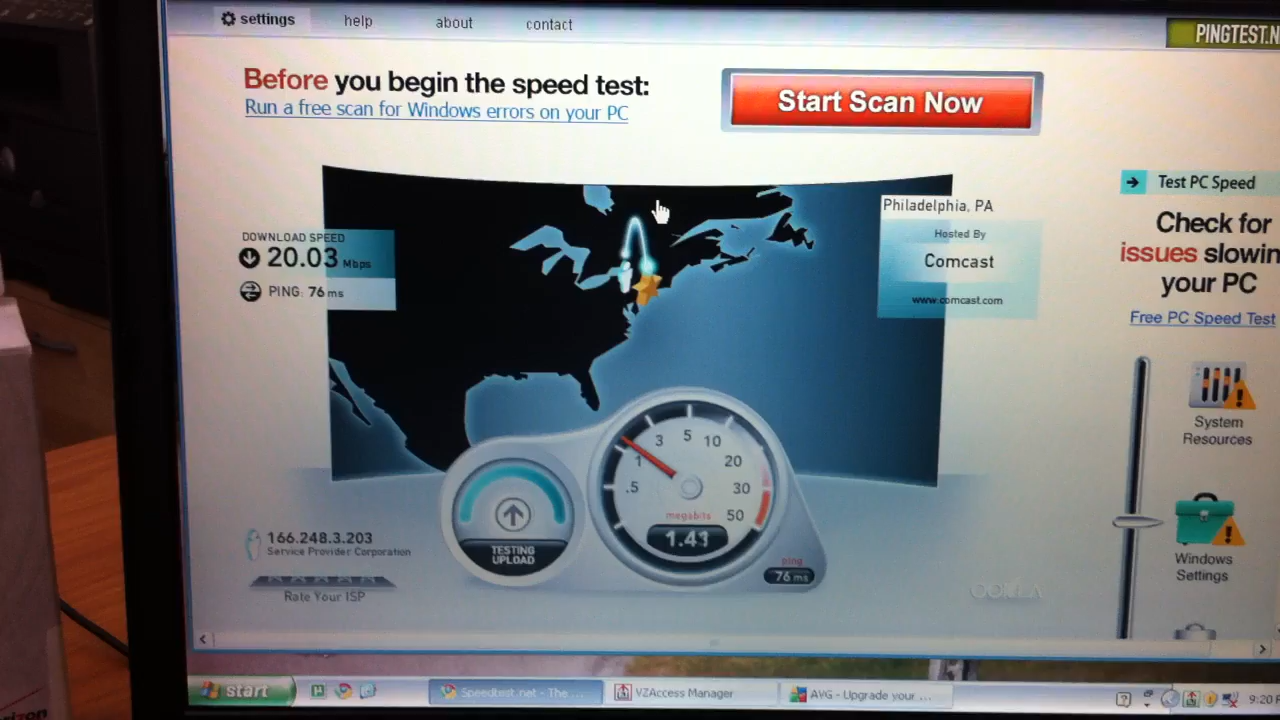 settings help about contact
PINGTEST.N
Before you begin the speed test:
Run a free scan for Windows errors on your PC
Start Scan Now
Test PC Speed
Check for
issues slowin
your PC
Free PC Speed Test
System
Resources
Windows
Settings
Philadelphia, PA
Hosted By
Comcast
www.comcast.com
DOWNLOAD SPEED
20.03 Mbps
PING: 76 ms
.5 1 3 5 10 20 30 50
megabits
1.43
ping
76 ms
TESTING
UPLOAD
166.248.3.203
Service Provider Corporation
Rate Your ISP
OOKLA
start
Speedtest.net - The ...
VZAccess Manager
AVG - Upgrade your ...
9:20 P